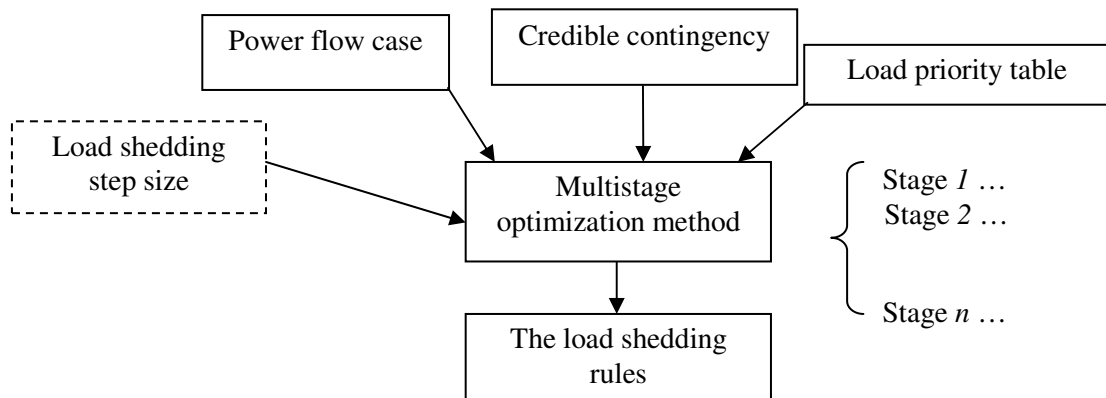 Power flow case
Credible contingency
Load priority table
Load shedding
step size
Multistage
optimization method
Stage 1 …
Stage 2 …
Stage n …
The load shedding
rules